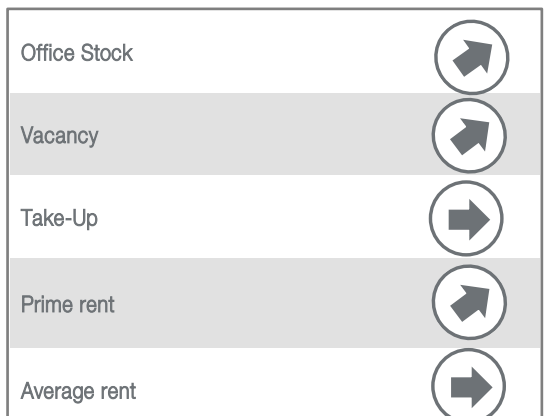 Office Stock
Vacancy
Take-Up
Prime rent
Average rent